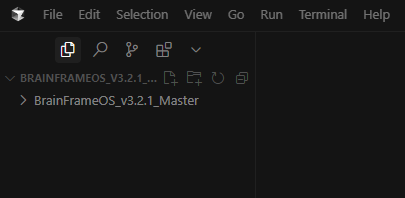 File Edit Selection View Go Run Terminal Help
BRAINFRAMEOS_V3.2.1_...
BrainFrameOS_v3.2.1_Master